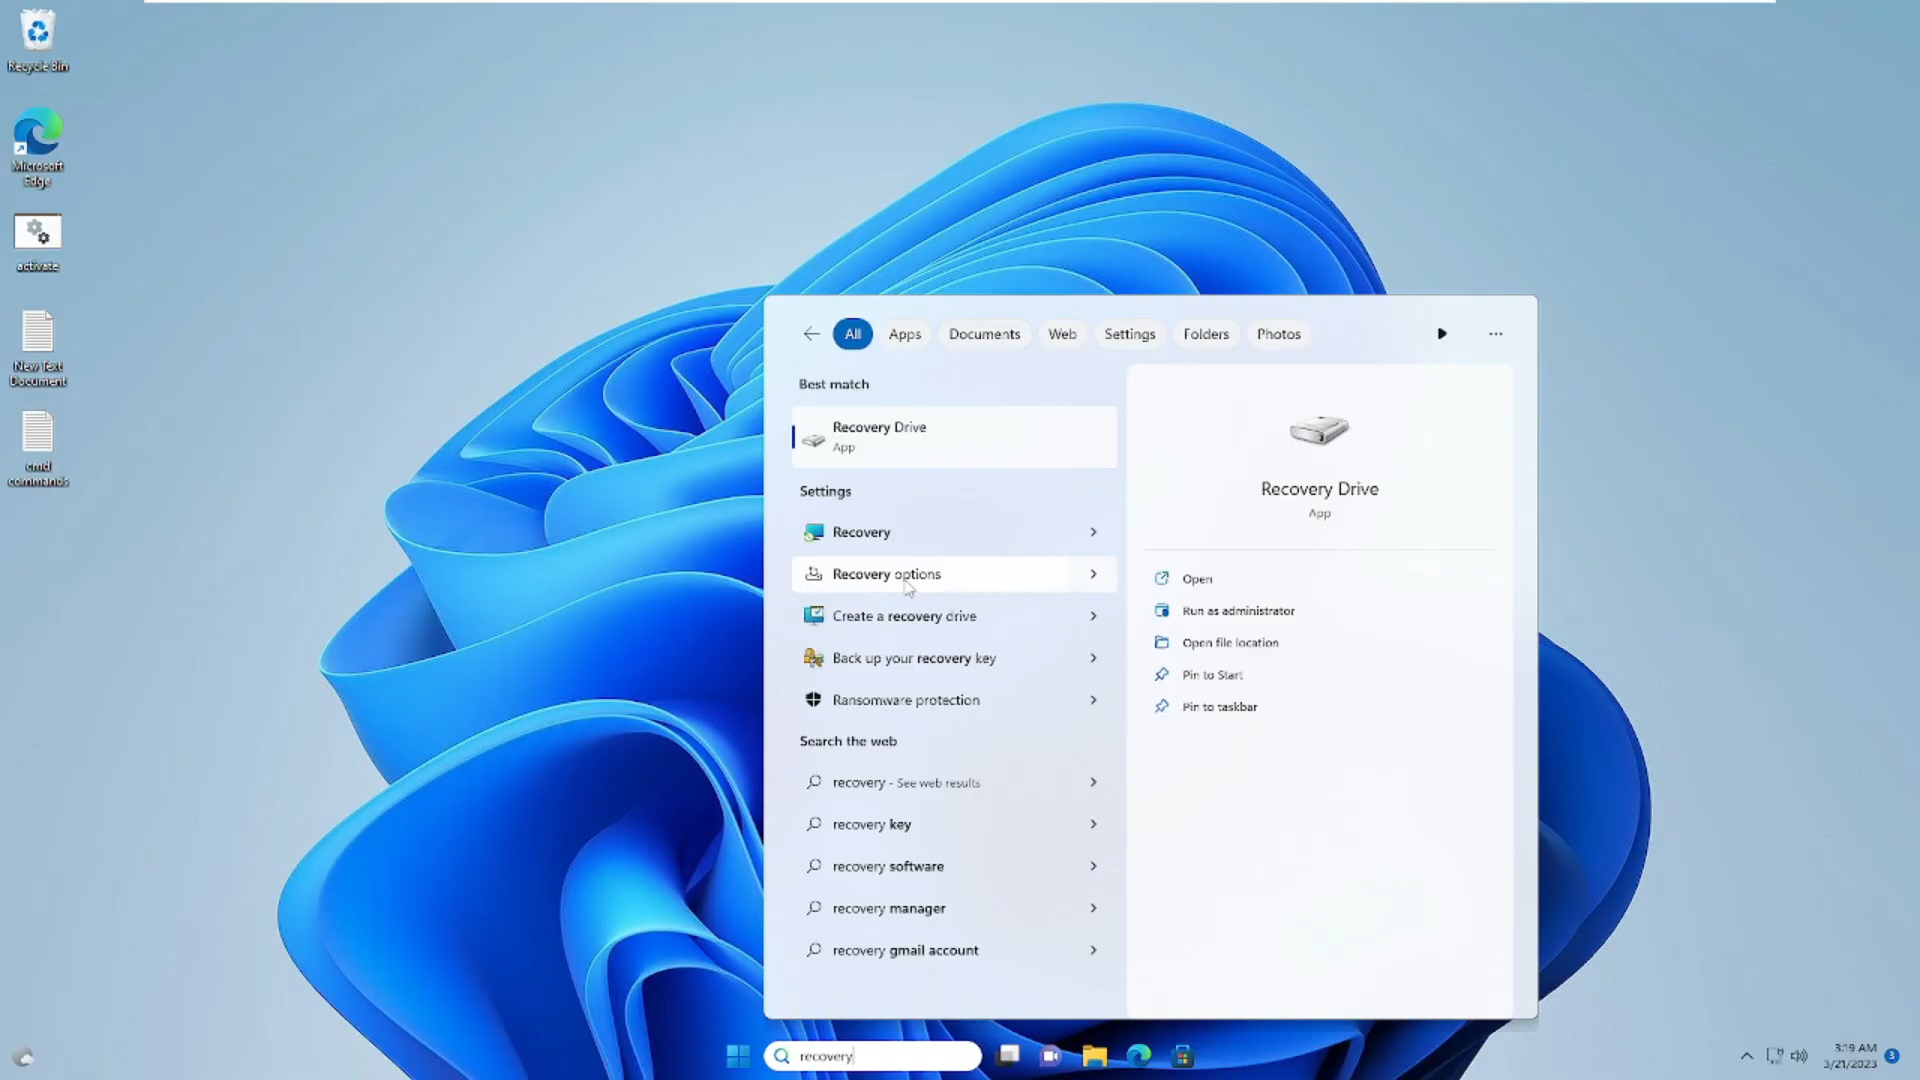 Recycle Bin
Microsoft
Edge
activate
New Text
Document
cmd
commands
All
Apps
Documents
Web
Settings
Folders
Photos
Best match
Recovery Drive
App
Settings
Recovery
Recovery options
Create a recovery drive
Back up your recovery key
Ransomware protection
Search the web
recovery - See web results
recovery key
recovery software
recovery manager
recovery gmail account
Recovery Drive
App
Open
Run as administrator
Open file location
Pin to Start
Pin to taskbar
recovery
3:19 AM
3/21/2023
3